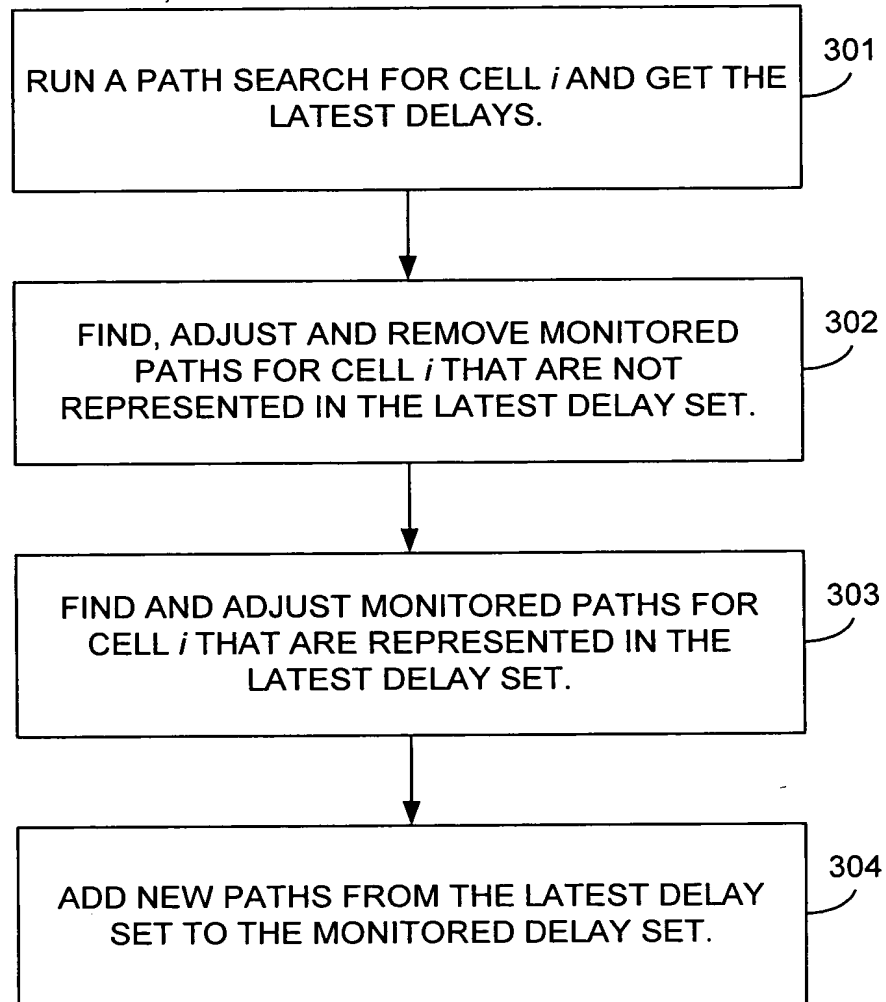 RUN A PATH SEARCH FOR CELL i AND GET THE
LATEST DELAYS.
301
FIND, ADJUST AND REMOVE MONITORED
PATHS FOR CELL i THAT ARE NOT
REPRESENTED IN THE LATEST DELAY SET.
302
FIND AND ADJUST MONITORED PATHS FOR
CELL i THAT ARE REPRESENTED IN THE
LATEST DELAY SET.
303
ADD NEW PATHS FROM THE LATEST DELAY
SET TO THE MONITORED DELAY SET.
304